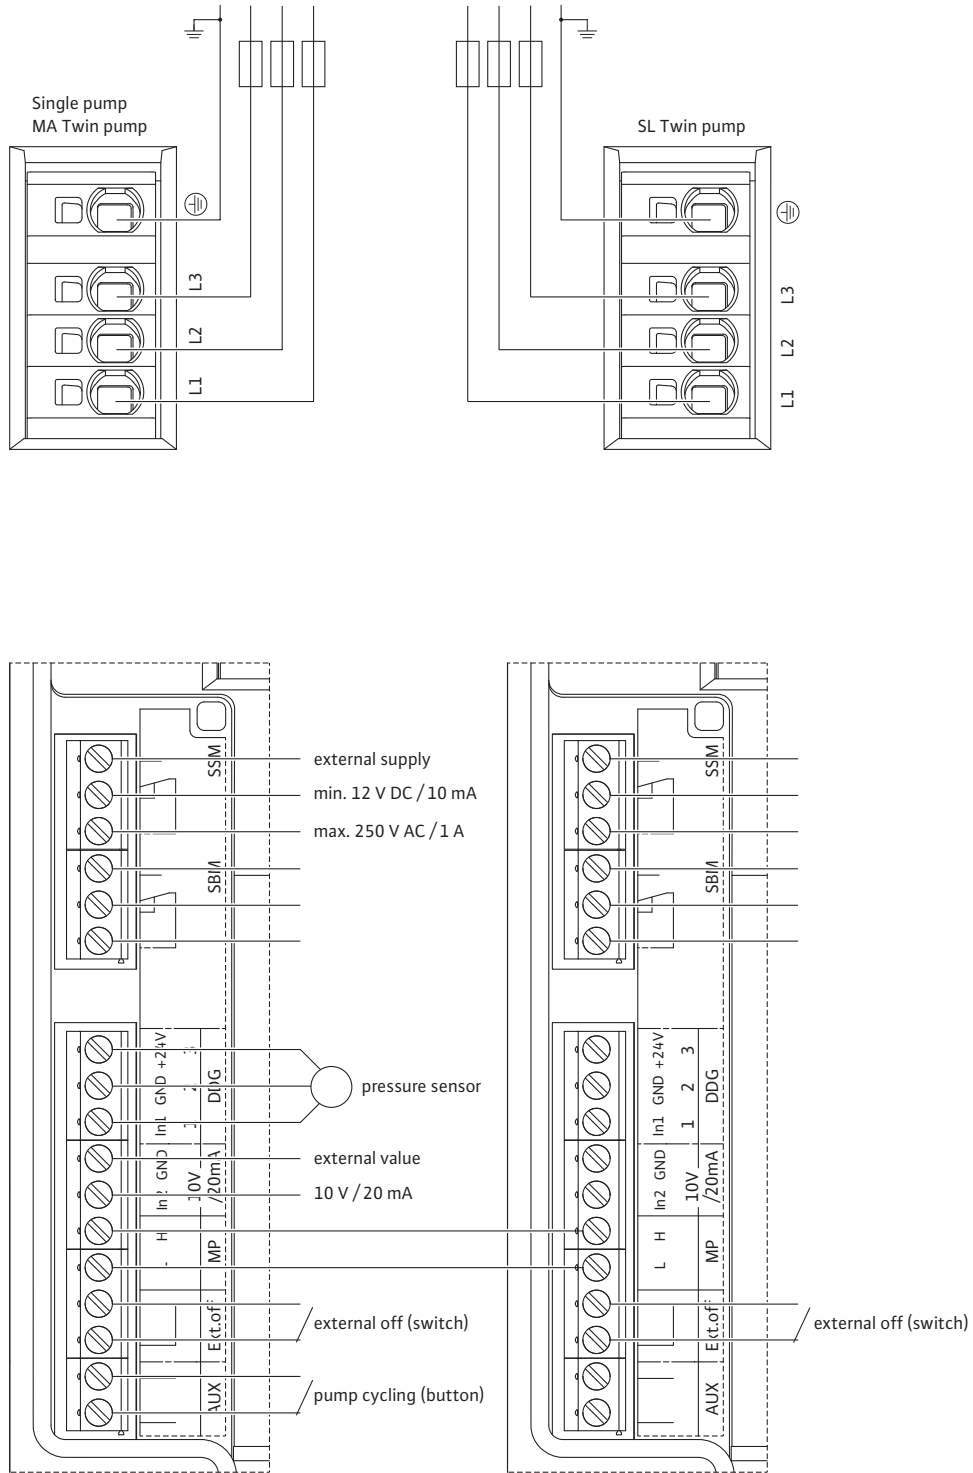 Single pump
MA Twin pump
SL Twin pump
L3
L2
L1
L3
L2
L1
SSM
external supply
min. 12 V DC / 10 mA
max. 250 V AC / 1 A
SBM
SSM
SBM
+24V
GND
In1
DDG
pressure sensor
GND
In2
10V
/20mA
external value
10 V / 20 mA
H
MP
external off (switch)
AUX
pump cycling (button)
+24V 3
GND 2
In1 1
DDG
GND
In2
10V
/20mA
H
L
MP
external off (switch)
AUX